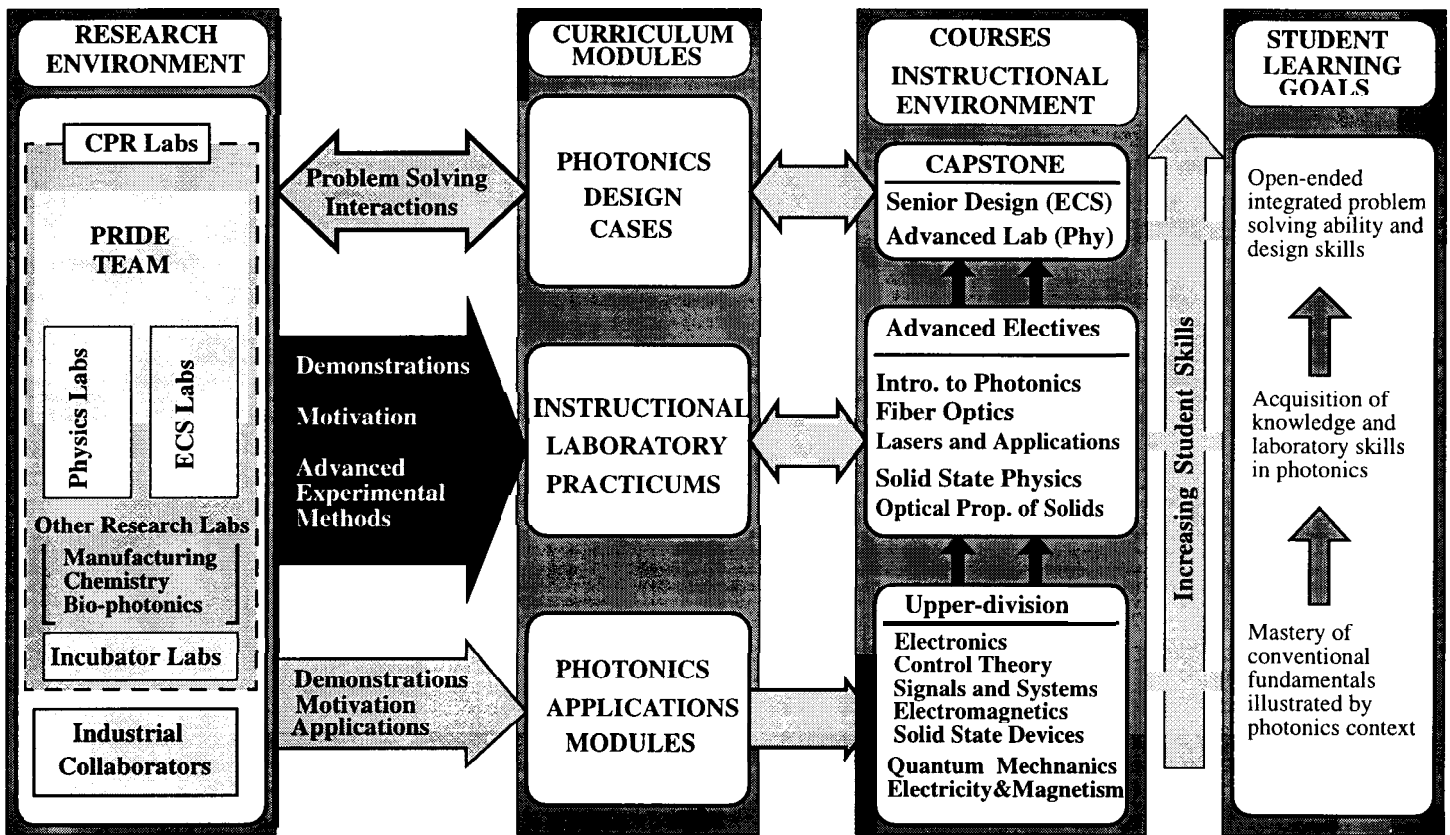 RESEARCH
ENVIRONMENT
CPR Labs
PRIDE
TEAM
Physics Labs
ECS Labs
Other Research Labs
Manufacturing
Chemistry
Bio-photonics
Incubator Labs
Industrial
Collaborators
Problem Solving
Interactions
Demonstrations
Motivation
Advanced
Experimental
Methods
Demonstrations
Motivation
Applications
CURRICULUM
MODULES
PHOTONICS
DESIGN
CASES
INSTRUCTIONAL
LABORATORY
PRACTICUMS
PHOTONICS
APPLICATIONS
MODULES
COURSES
INSTRUCTIONAL
ENVIRONMENT
CAPSTONE
Senior Design (ECS)
Advanced Lab (Phy)
Advanced Electives
Intro. to Photonics
Fiber Optics
Lasers and Applications
Solid State Physics
Optical Prop. of Solids
Upper-division
Electronics
Control Theory
Signals and Systems
Electromagnetics
Solid State Devices
Quantum Mechnanics
Electricity&Magnetism
Increasing Student Skills
STUDENT
LEARNING
GOALS
Open-ended
integrated problem
solving ability and
design skills
Acquisition of
knowledge and
laboratory skills
in photonics
Mastery of
conventional
fundamentals
illustrated by
photonics context